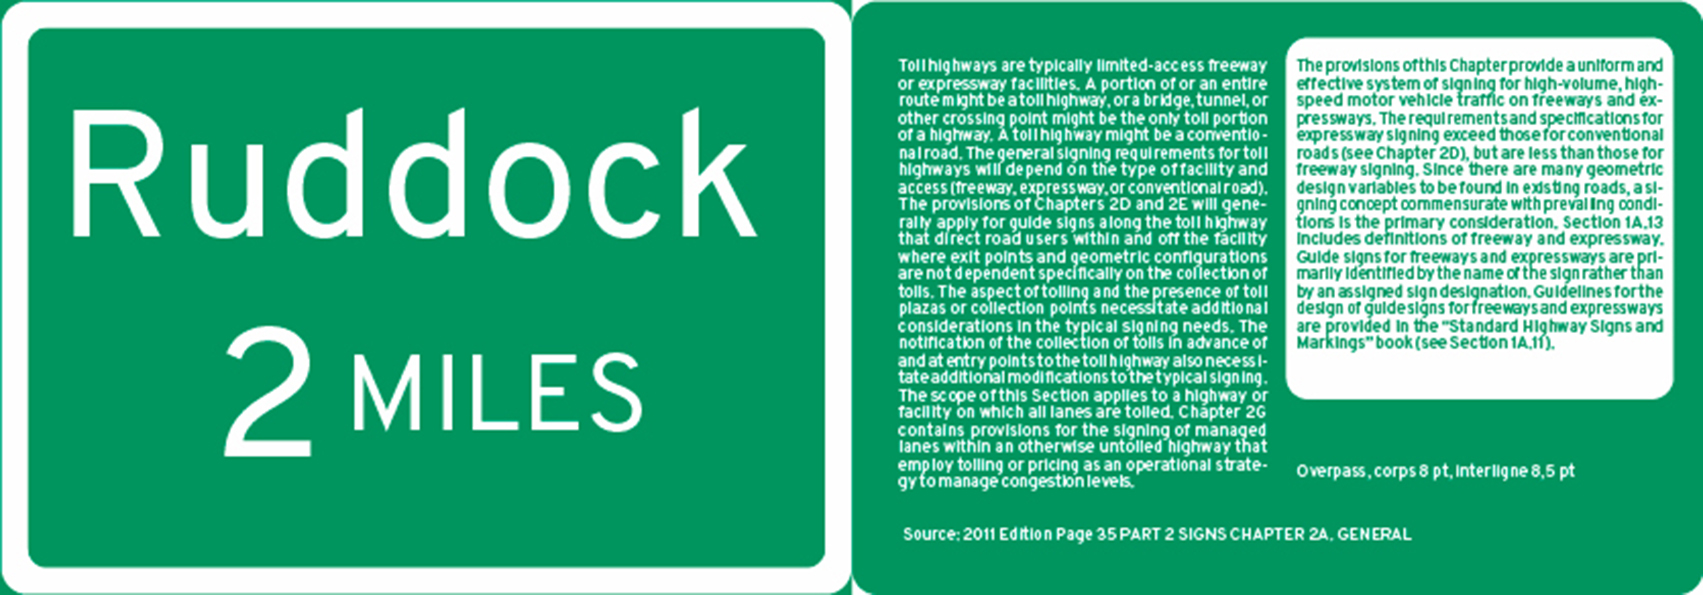 Ruddock
2 MILES
Toll highways are typically limited-access freeway
or expressway facilities. A portion of or an entire
route might be a toll highway, or a bridge, tunnel, or
other crossing point might be the only toll portion
of a highway. A toll highway might be a conventio-
nal road. The general signing requirements for toll
highways will depend on the type of facility and
access (freeway, expressway, or conventional road).
The provisions of Chapters 2D and 2E will gene-
rally apply for guide signs along the toll highway
that direct road users within and off the facility
where exit points and geometric configurations
are not dependent specifically on the collection of
tolls. The aspect of tolling and the presence of toll
plazas or collection points necessitate additional
considerations in the typical signing needs. The
notification of the collection of tolls in advance of
and at entry points to the toll highway also necessi-
tate additional modifications to the typical signing.
The scope of this Section applies to a highway or
facility on which all lanes are tolled. Chapter 2G
contains provisions for the signing of managed
lanes within an otherwise untolled highway that
employ tolling or pricing as an operational strate-
gy to manage congestion levels.
The provisions of this Chapter provide a uniform and
effective system of signing for high-volume, high-
speed motor vehicle traffic on freeways and ex-
pressways. The requirements and specifications for
expressway signing exceed those for conventional
roads (see Chapter 2D), but are less than those for
freeway signing. Since there are many geometric
design variables to be found in existing roads, a si-
gning concept commensurate with prevailing condi-
tions is the primary consideration. Section 1A.13
includes definitions of freeway and expressway.
Guide signs for freeways and expressways are pri-
marily identified by the name of the sign rather than
by an assigned sign designation. Guidelines for the
design of guide signs for freeways and expressways
are provided in the “Standard Highway Signs and
Markings” book (see Section 1A.11).
Overpass, corps 8 pt, interligne 8,5 pt
Source: 2011 Edition Page 35 PART 2 SIGNS CHAPTER 2A. GENERAL